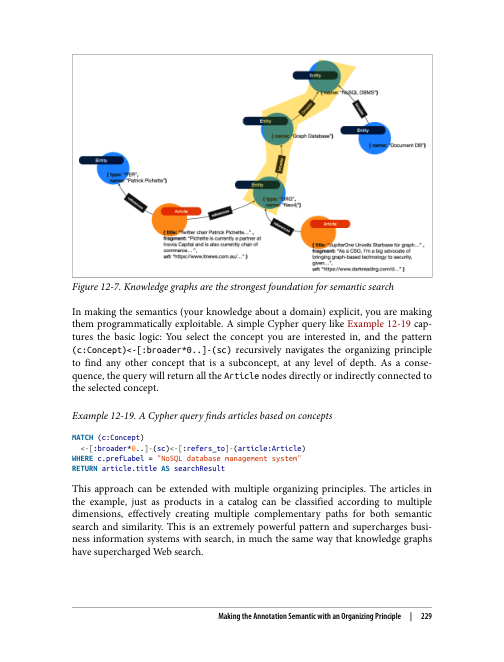 Entity
{ name: "NoSQL DBMS"}
Entity
{ name: "Graph Database"}
Entity
{ name: "Document DB"}
Entity
{ type: "PER",
name: "Patrick Pichette"}
Entity
{ type: "ORG",
name: "Neo4j"}
references
references
references
Article
{ title: "Twitter chair Patrick Pichette...",
fragment: "Pichette is currently a partner at
Inovia Capital and is also currently chair of
commerce... ",
url: "https://www.itnews.com.au/..." }
Article
{ title: "JupiterOne Unveils Starbase for graph...",
fragment: "As a CSO, I'm a big advocate of
bringing graph-based technology to security,
given...",
url: "https://www.darkreading.com/d..." }
Figure 12-7. Knowledge graphs are the strongest foundation for semantic search
In making the semantics (your knowledge about a domain) explicit, you are making
them programmatically exploitable. A simple Cypher query like Example 12-19 cap-
tures the basic logic: You select the concept you are interested in, and the pattern
(c:Concept)<-[:broader*0..]-(sc) recursively navigates the organizing principle
to find any other concept that is a subconcept, at any level of depth. As a conse-
quence, the query will return all the Article nodes directly or indirectly connected to
the selected concept.
Example 12-19. A Cypher query finds articles based on concepts
MATCH (c:Concept)
<-[:broader*0..]-(sc)<-[:refers_to]-(article:Article)
WHERE c.prefLabel = "NoSQL database management system"
RETURN article.title AS searchResult
This approach can be extended with multiple organizing principles. The articles in
the example, just as products in a catalog can be classified according to multiple
dimensions, effectively creating multiple complementary paths for both semantic
search and similarity. This is an extremely powerful pattern and supercharges busi-
ness information systems with search, in much the same way that knowledge graphs
have supercharged Web search.
Making the Annotation Semantic with an Organizing Principle | 229